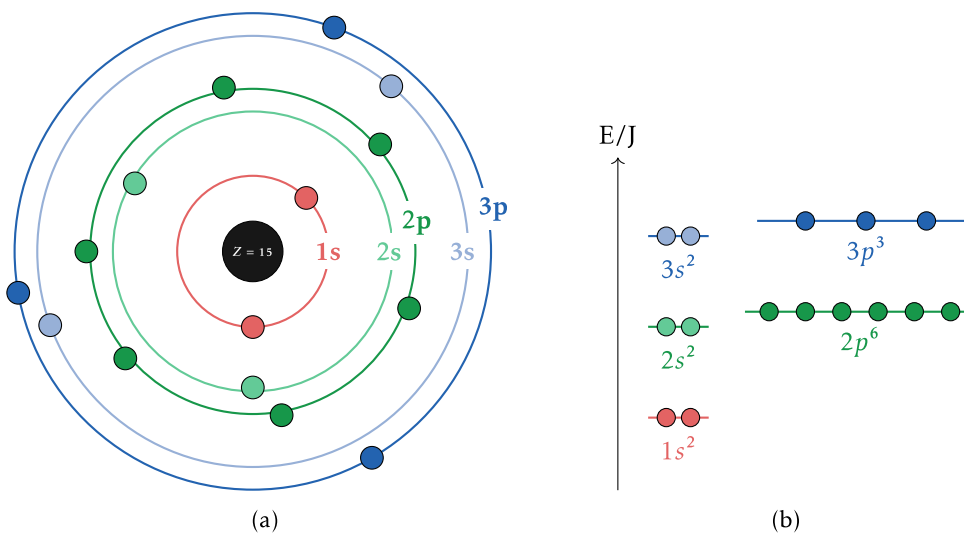 Z = 15
1s
2s
2p
3s
3p
(a)
E/J
3s²
3p³
2s²
2p⁶
1s²
(b)